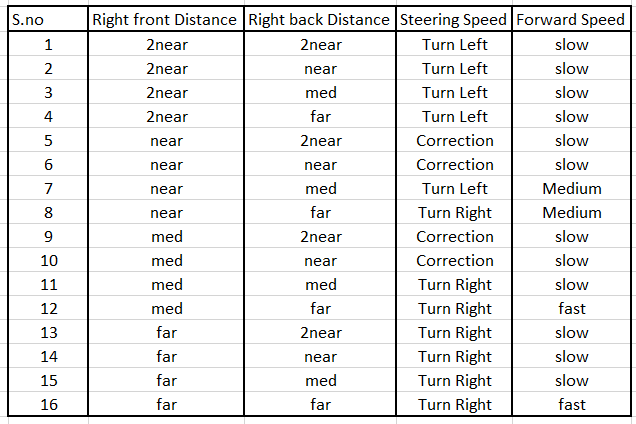 S.no Right front Distance Right back Distance Steering Speed Forward Speed
1 2near 2near Turn Left slow
2 2near near Turn Left slow
3 2near med Turn Left slow
4 2near far Turn Left slow
5 near 2near Correction slow
6 near near Correction slow
7 near med Turn Left Medium
8 near far Turn Right Medium
9 med 2near Correction slow
10 med near Correction slow
11 med med Turn Right slow
12 med far Turn Right fast
13 far 2near Turn Right slow
14 far near Turn Right slow
15 far med Turn Right slow
16 far far Turn Right fast